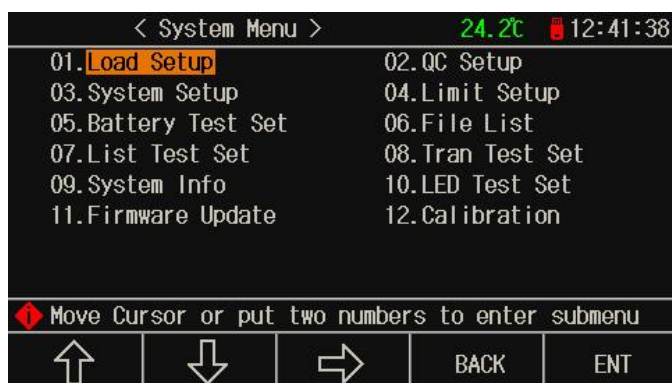 < System Menu > 24.2℃ 12:41:38
01.Load Setup 02.QC Setup
03.System Setup 04.Limit Setup
05.Battery Test Set 06.File List
07.List Test Set 08.Tran Test Set
09.System Info 10.LED Test Set
11.Firmware Update 12.Calibration
Move Cursor or put two numbers to enter submenu
BACK ENT